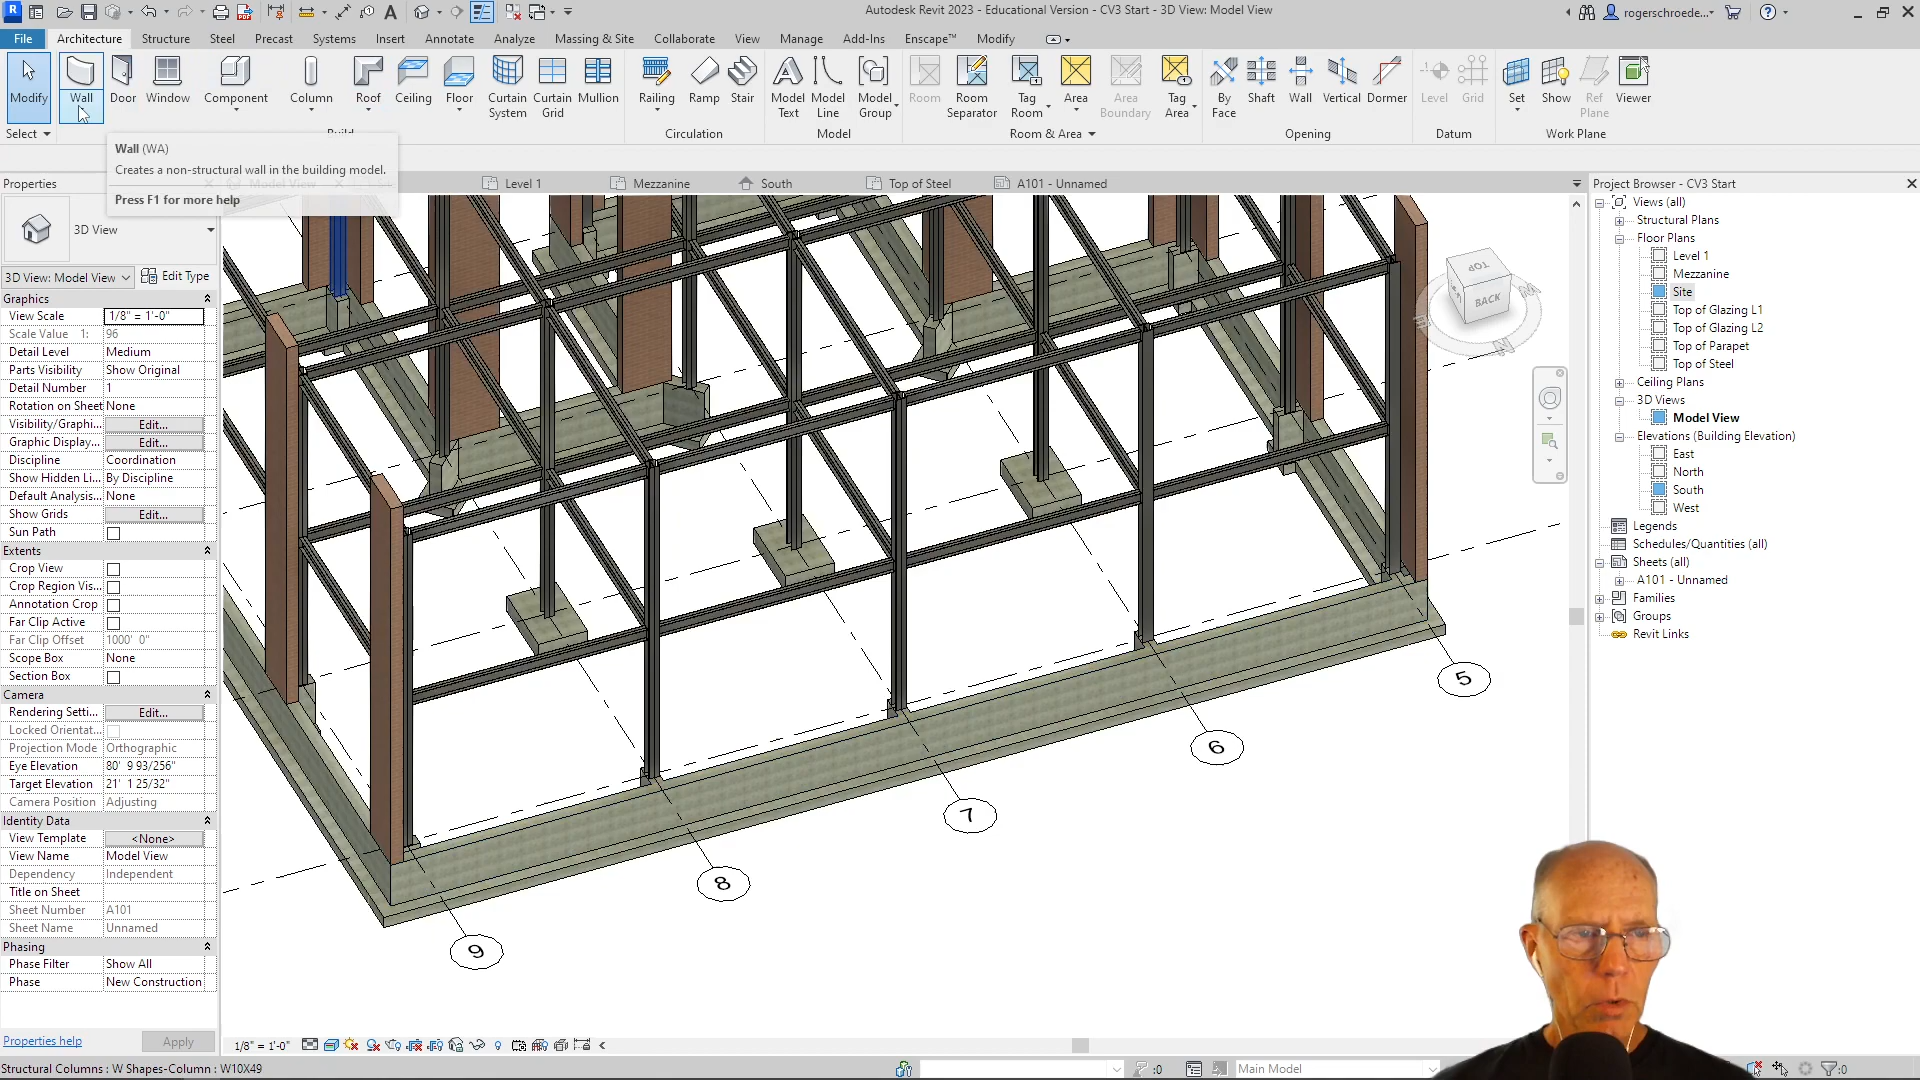 Autodesk Revit 2023 - Educational Version - CV3 Start - 3D View: Model View
rogerschroede...
File Architecture Structure Steel Precast Systems Insert Annotate Analyze Massing & Site Collaborate View Manage Add-Ins Enscape™ Modify
Modify Wall Door Window Component Column Roof Ceiling Floor Curtain System Curtain Grid Mullion Railing Ramp Stair Model Text Model Line Model Group Room Room Separator Tag Room Area Area Boundary Tag Area By Face Shaft Wall Vertical Dormer Level Grid Set Show Ref Plane Viewer
Select Build Circulation Model Room & Area Opening Datum Work Plane
Wall (WA)
Creates a non-structural wall in the building model.
Press F1 for more help
Level 1 Mezzanine South Top of Steel A101 - Unnamed
Properties
3D View
3D View: Model View Edit Type
Graphics
View Scale 1/8" = 1'-0"
Scale Value 1: 96
Detail Level Medium
Parts Visibility Show Original
Detail Number 1
Rotation on Sheet None
Visibility/Graphi... Edit...
Graphic Display... Edit...
Discipline Coordination
Show Hidden Li... By Discipline
Default Analysis... None
Show Grids Edit...
Sun Path
Extents
Crop View
Crop Region Vis...
Annotation Crop
Far Clip Active
Far Clip Offset 1000' 0"
Scope Box None
Section Box
Camera
Rendering Setti... Edit...
Locked Orientat...
Projection Mode Orthographic
Eye Elevation 80' 9 93/256"
Target Elevation 21' 1 25/32"
Camera Position Adjusting
Identity Data
View Template <None>
View Name Model View
Dependency Independent
Title on Sheet
Sheet Number A101
Sheet Name Unnamed
Phasing
Phase Filter Show All
Phase New Construction
Properties help Apply
TOP
BACK
5
6
7
8
9
Project Browser - CV3 Start
Views (all)
Structural Plans
Floor Plans
Level 1
Mezzanine
Site
Top of Glazing L1
Top of Glazing L2
Top of Parapet
Top of Steel
Ceiling Plans
3D Views
Model View
Elevations (Building Elevation)
East
North
South
West
Legends
Schedules/Quantities (all)
Sheets (all)
A101 - Unnamed
Families
Groups
Revit Links
1/8" = 1'-0"
Structural Columns : W Shapes-Column : W10X49
:0
Main Model
:0